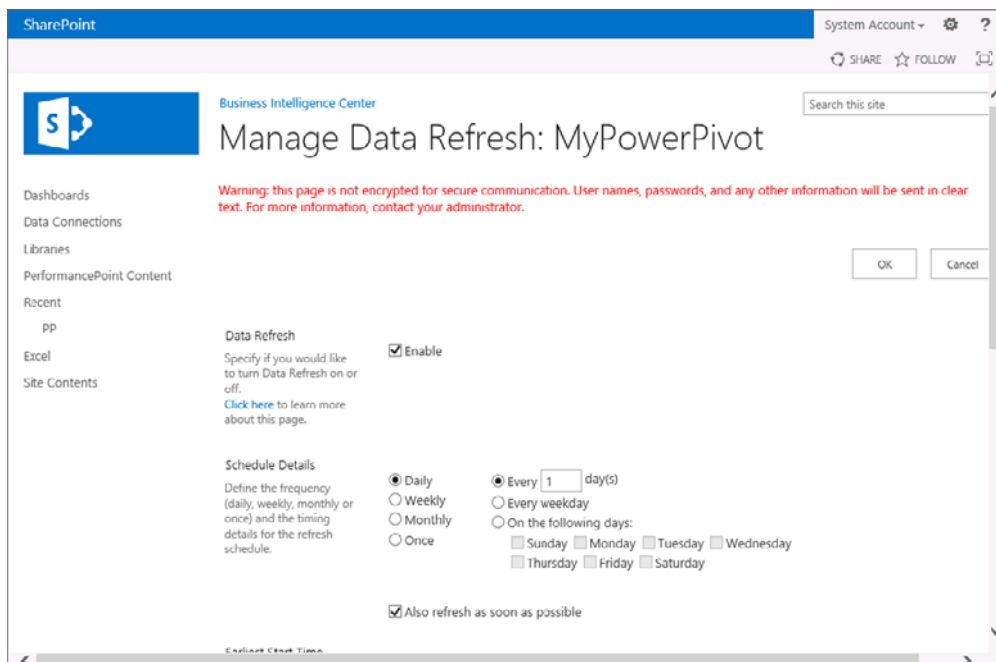 SharePoint
System Account
?
SHARE FOLLOW
S
Business Intelligence Center
Search this site
Manage Data Refresh: MyPowerPivot
Warning: this page is not encrypted for secure communication. User names, passwords, and any other information will be sent in clear
text. For more information, contact your administrator.
Dashboards
Data Connections
Libraries
PerformancePoint Content
Recent
PP
Excel
Site Contents
OK Cancel
Data Refresh
Specify if you would like
to turn Data Refresh on or
off.
Click here to learn more
about this page.
Enable
Schedule Details
Define the frequency
(daily, weekly, monthly or
once) and the timing
details for the refresh
schedule.
Daily
Weekly
Monthly
Once
Every 1 day(s)
Every weekday
On the following days:
Sunday Monday Tuesday Wednesday
Thursday Friday Saturday
Also refresh as soon as possible
Earliest Start Time